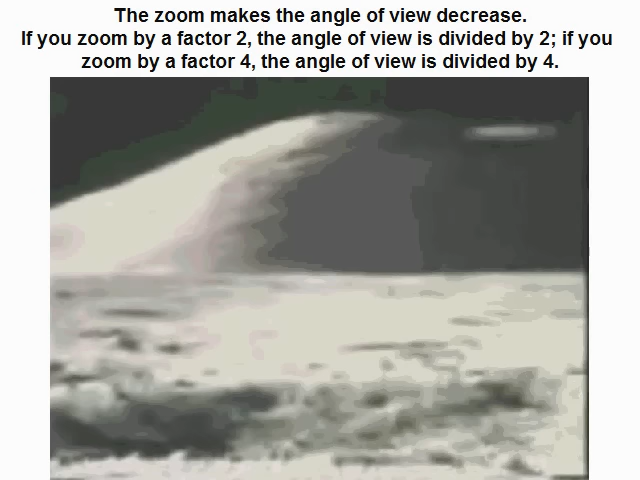 The zoom makes the angle of view decrease.
If you zoom by a factor 2, the angle of view is divided by 2; if you
zoom by a factor 4, the angle of view is divided by 4.